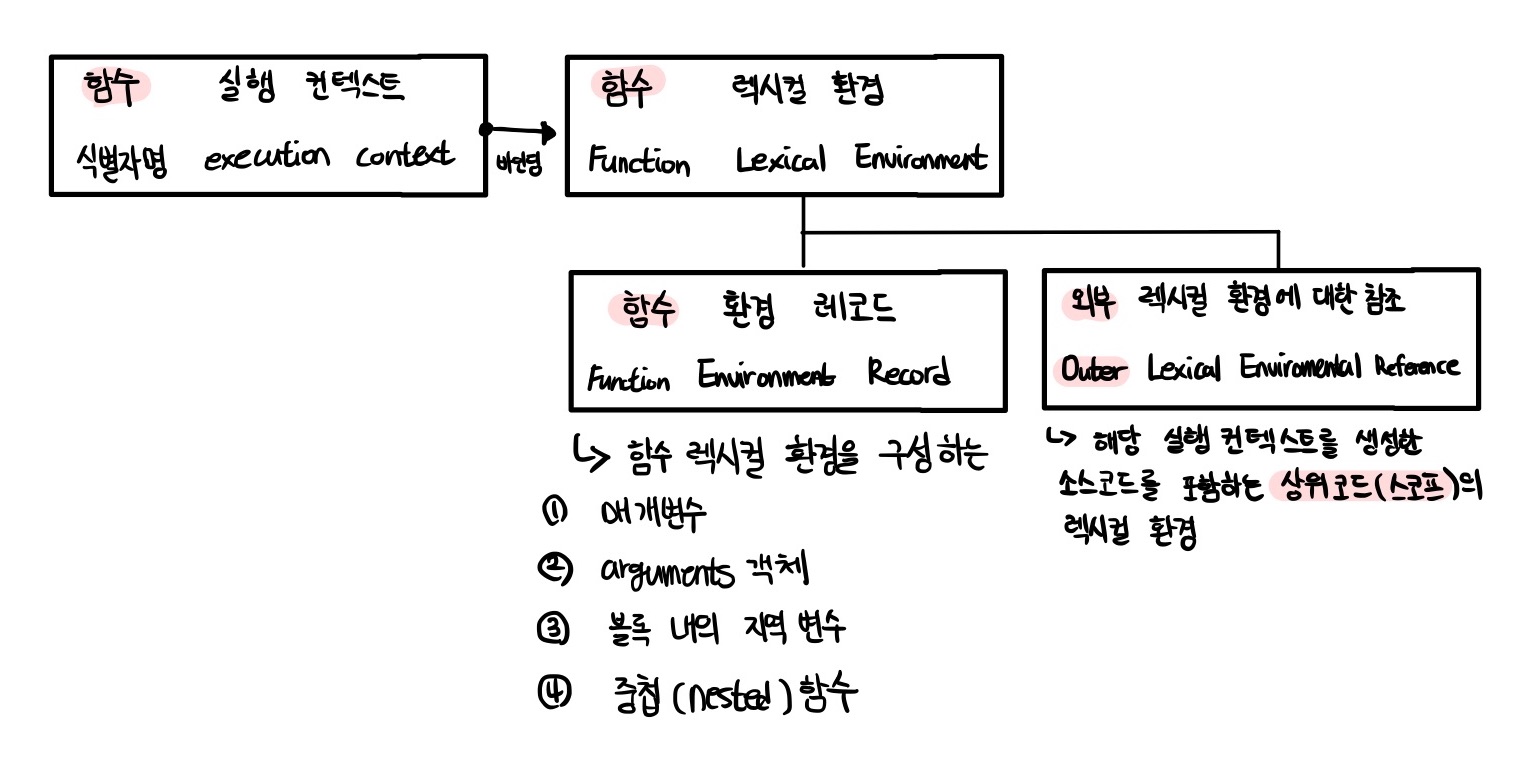 함수 실행 컨텍스트
식별자명 execution context
바인딩
함수 렉시컬 환경
Function Lexical Environment
함수 환경 레코드
Function Environment Record
↳ 함수 렉시컬 환경을 구성하는
① 매개변수
② arguments 객체
③ 블록 내의 지역 변수
④ 중첩 (nested) 함수
외부 렉시컬 환경에 대한 참조
Outer Lexical Enviromental Reference
↳ 해당 실행 컨텍스트를 생성한
소스코드를 포함하는 상위코드(스코프)의
렉시컬 환경